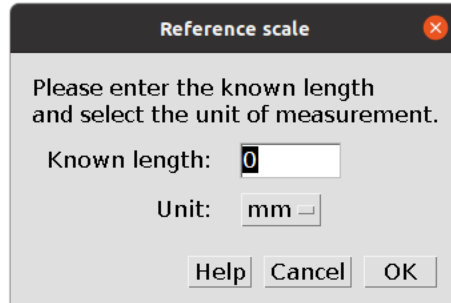 Reference scale
Please enter the known length
and select the unit of measurement.
Known length: 0
Unit: mm
Help Cancel OK